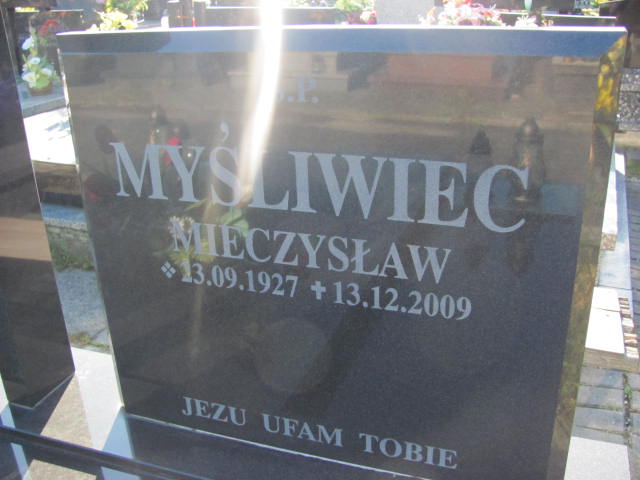 Ś.P.
MYŚLIWIEC
MIECZYSŁAW
23.09.1927 ✝ 13.12.2009
JEZU UFAM TOBIE